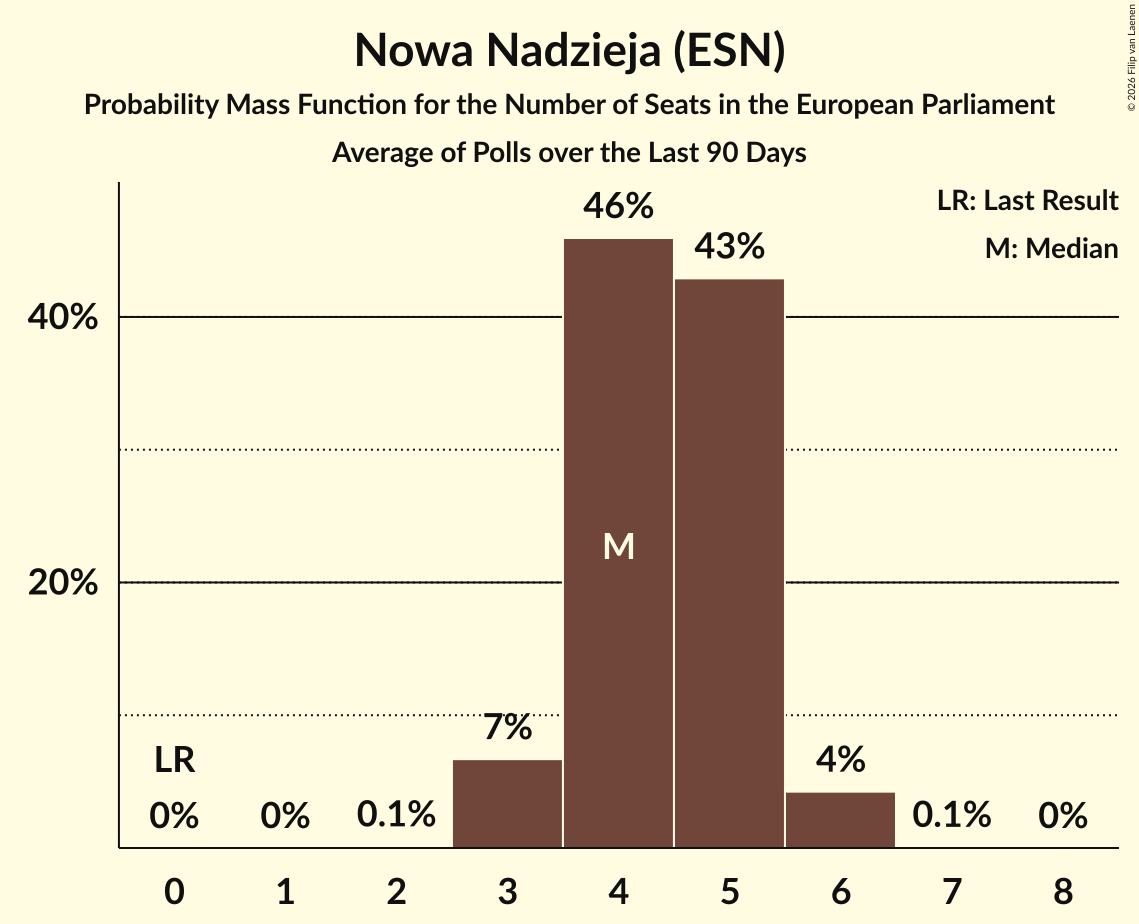 Nowa Nadzieja (ESN)
Probability Mass Function for the Number of Seats in the European Parliament
Average of Polls over the Last 90 Days
© 2026 Filip van Laenen
LR: Last Result
M: Median
46%
43%
40%
M
20%
7%
LR
4%
0%
0%
0.1%
0.1%
0%
0 1 2 3 4 5 6 7 8